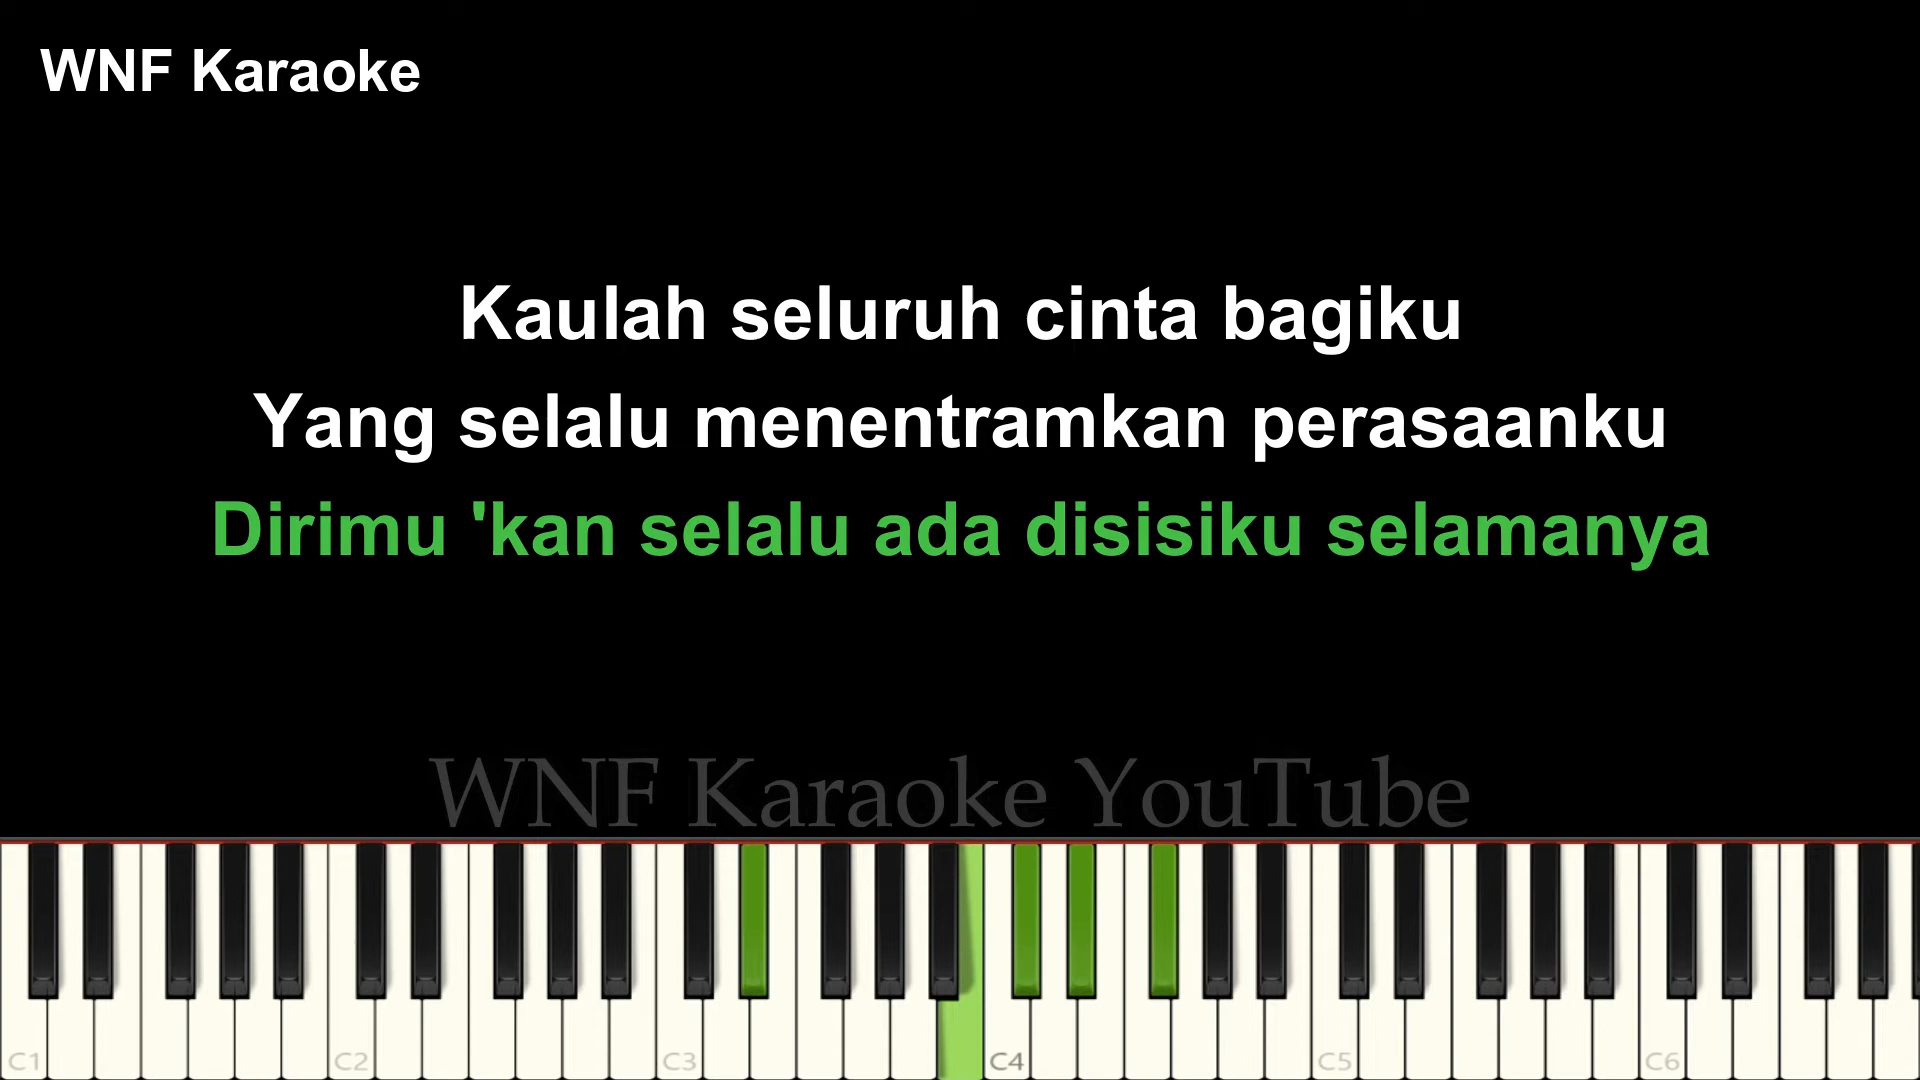 WNF Karaoke
Kaulah seluruh cinta bagiku
Yang selalu menentramkan perasaanku
Dirimu 'kan selalu ada disisiku selamanya
WNF Karaoke YouTube
C1 C2 C3 C4 C5 C6